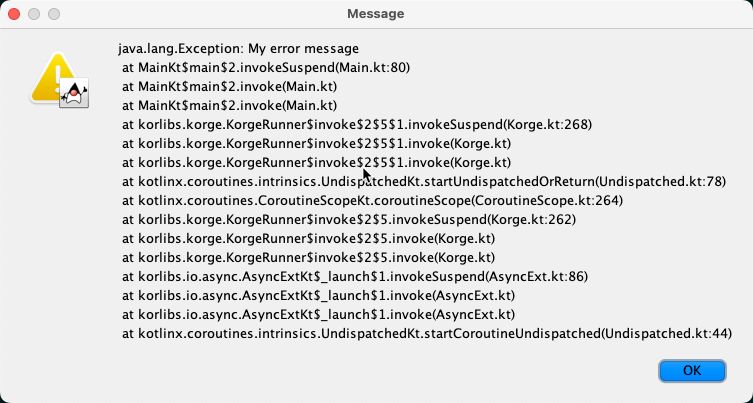 Message
java.lang.Exception: My error message
at MainKt$main$2.invokeSuspend(Main.kt:80)
at MainKt$main$2.invoke(Main.kt)
at MainKt$main$2.invoke(Main.kt)
at korlibs.korge.KorgeRunner$invoke$2$5$1.invokeSuspend(Korge.kt:268)
at korlibs.korge.KorgeRunner$invoke$2$5$1.invoke(Korge.kt)
at korlibs.korge.KorgeRunner$invoke$2$5$1.invoke(Korge.kt)
at kotlinx.coroutines.intrinsics.UndispatchedKt.startUndispatchedOrReturn(Undispatched.kt:78)
at kotlinx.coroutines.CoroutineScopeKt.coroutineScope(CoroutineScope.kt:264)
at korlibs.korge.KorgeRunner$invoke$2$5.invokeSuspend(Korge.kt:262)
at korlibs.korge.KorgeRunner$invoke$2$5.invoke(Korge.kt)
at korlibs.korge.KorgeRunner$invoke$2$5.invoke(Korge.kt)
at korlibs.io.async.AsyncExtKt$_launch$1.invokeSuspend(AsyncExt.kt:86)
at korlibs.io.async.AsyncExtKt$_launch$1.invoke(AsyncExt.kt)
at korlibs.io.async.AsyncExtKt$_launch$1.invoke(AsyncExt.kt)
at kotlinx.coroutines.intrinsics.UndispatchedKt.startCoroutineUndispatched(Undispatched.kt:44)
OK